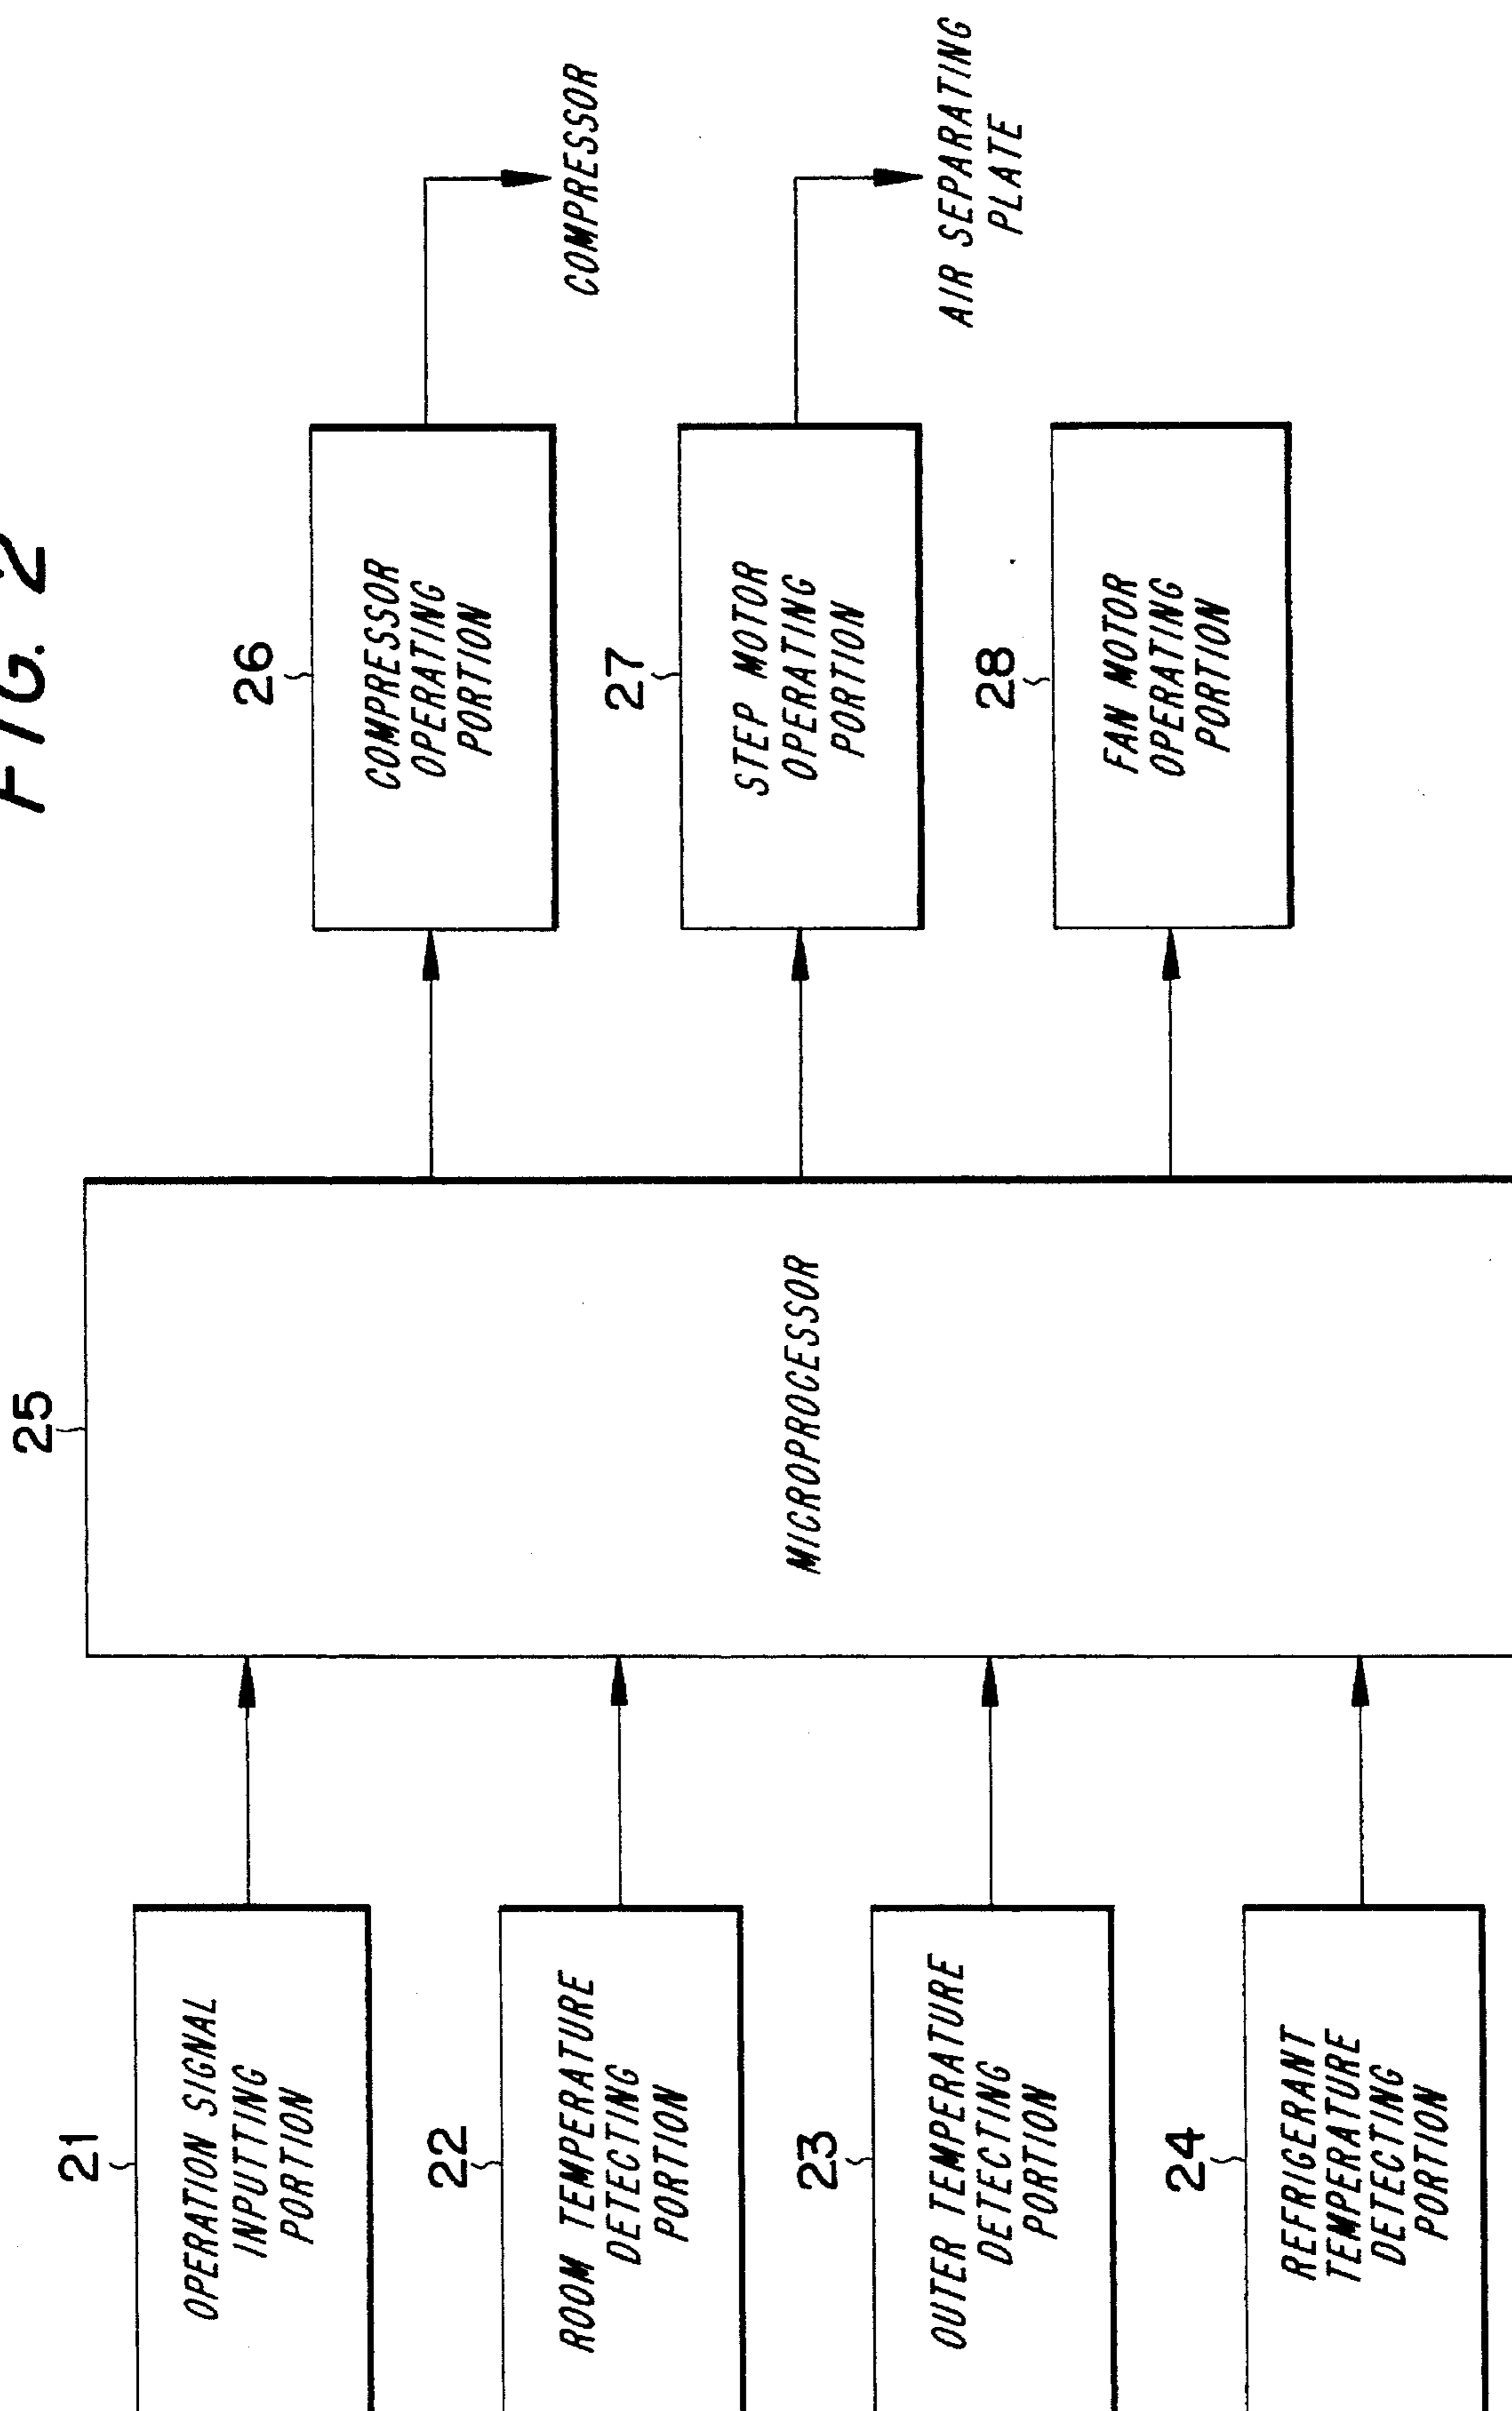 FIG. 2
21
OPERATION SIGNAL
INPUTTING
PORTION
22
ROOM TEMPERATURE
DETECTING
PORTION
23
OUTER TEMPERATURE
DETECTING
PORTION
24
REFRIGERANT
TEMPERATURE
DETECTING
PORTION
25
MICROPROCESSOR
26
COMPRESSOR
OPERATING
PORTION
27
STEP MOTOR
OPERATING
PORTION
28
FAN MOTOR
OPERATING
PORTION
COMPRESSOR
AIR SEPARATING
PLATE